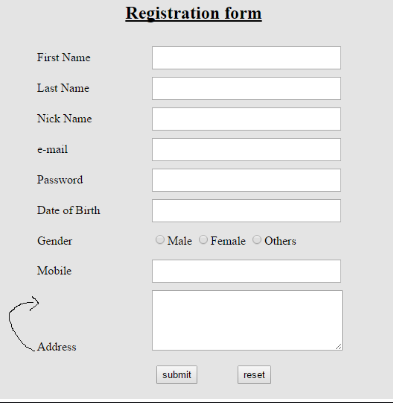 Registration form
First Name
Last Name
Nick Name
e-mail
Password
Date of Birth
Gender Male Female Others
Mobile
Address
submit reset